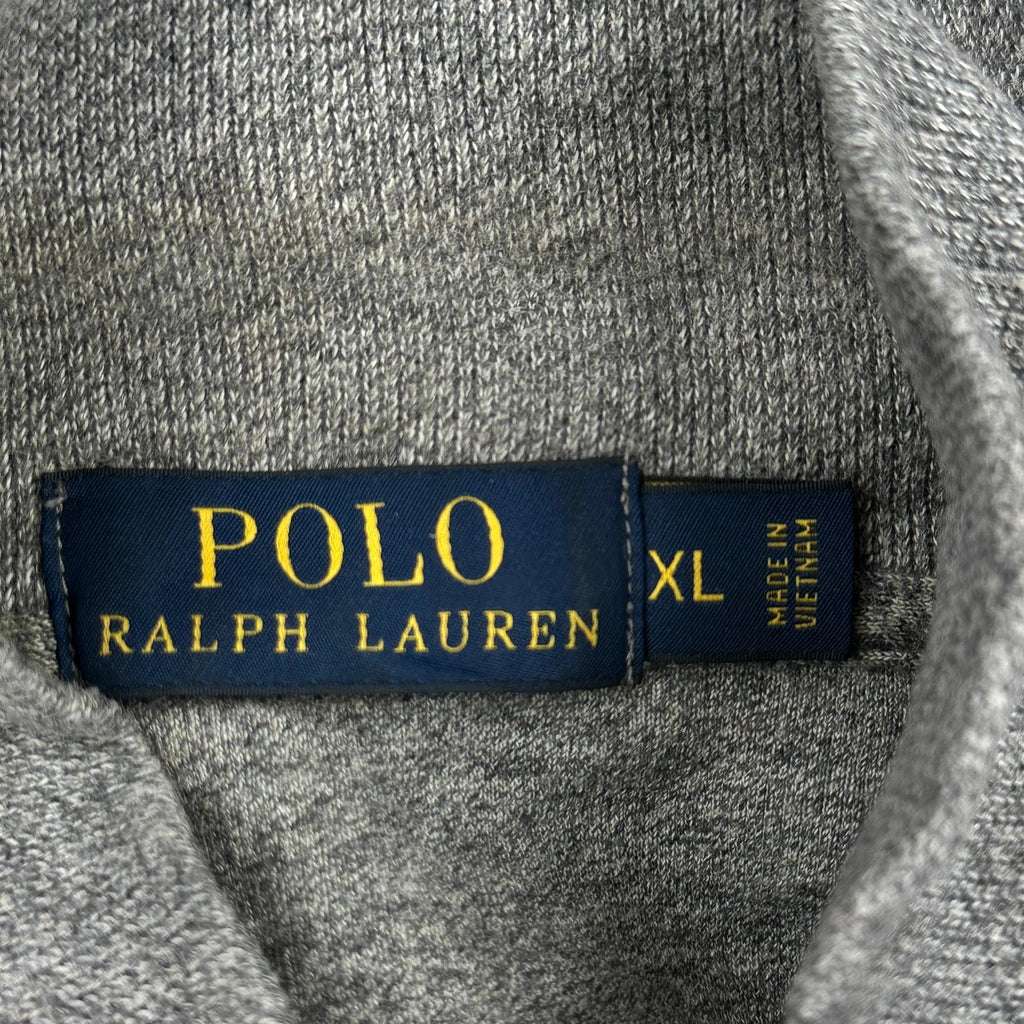 POLO
RALPH LAUREN
XL
MADE IN
VIETNAM